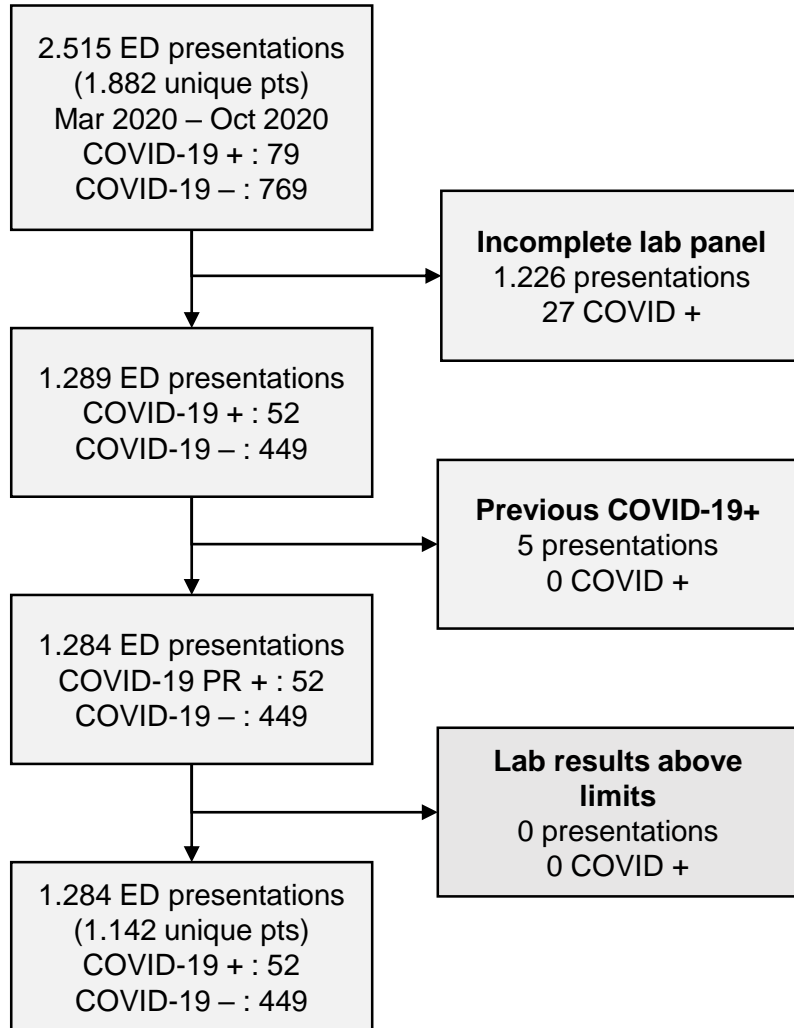 2.515 ED presentations
(1.882 unique pts)
Mar 2020 – Oct 2020
COVID-19 + : 79
COVID-19 – : 769
Incomplete lab panel
1.226 presentations
27 COVID +
1.289 ED presentations
COVID-19 + : 52
COVID-19 – : 449
Previous COVID-19+
5 presentations
0 COVID +
1.284 ED presentations
COVID-19 PR + : 52
COVID-19 – : 449
Lab results above
limits
0 presentations
0 COVID +
1.284 ED presentations
(1.142 unique pts)
COVID-19 + : 52
COVID-19 – : 449